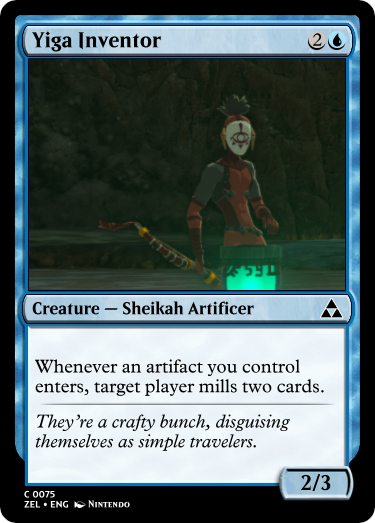 Yiga Inventor 2
Creature — Sheikah Artificer
Whenever an artifact you control
enters, target player mills two cards.
They're a crafty bunch, disguising
themselves as simple travelers.
2/3
C 0075
ZEL • ENG Nintendo